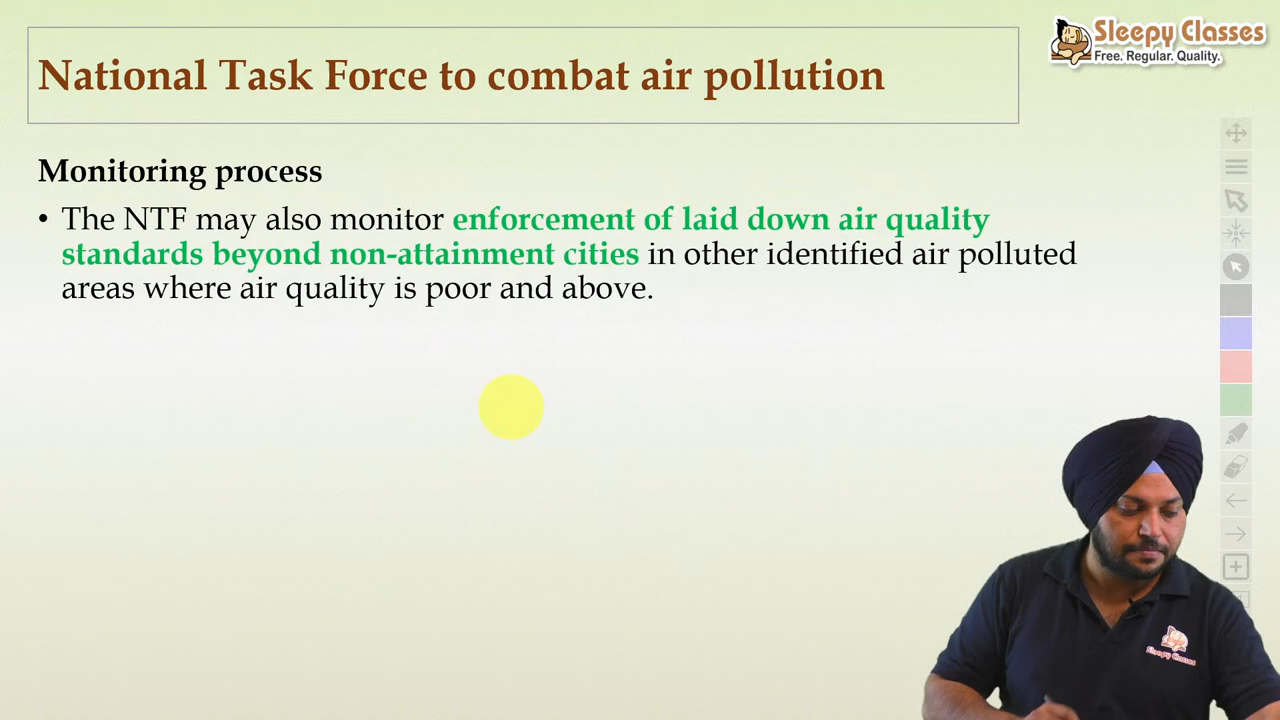 Sleepy Classes
Free. Regular. Quality.
National Task Force to combat air pollution
Monitoring process
• The NTF may also monitor enforcement of laid down air quality
standards beyond non-attainment cities in other identified air polluted
areas where air quality is poor and above.
Sleepy Classes